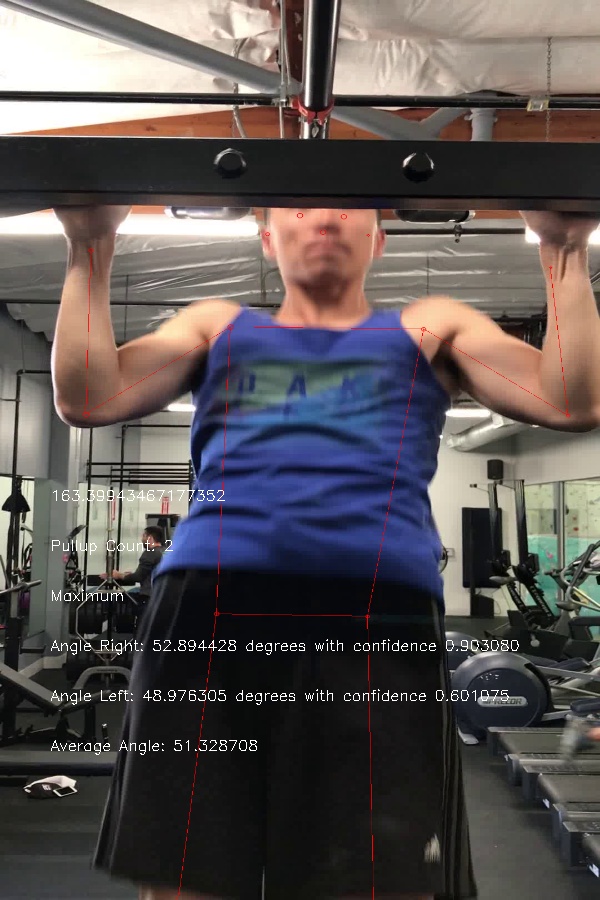 163.39943467177352
Pullup Count: 2
Maximum
Angle Right: 52.894428 degrees with confidence 0.903080
Angle Left: 48.976305 degrees with confidence 0.601075
Average Angle: 51.328708
PRECOR